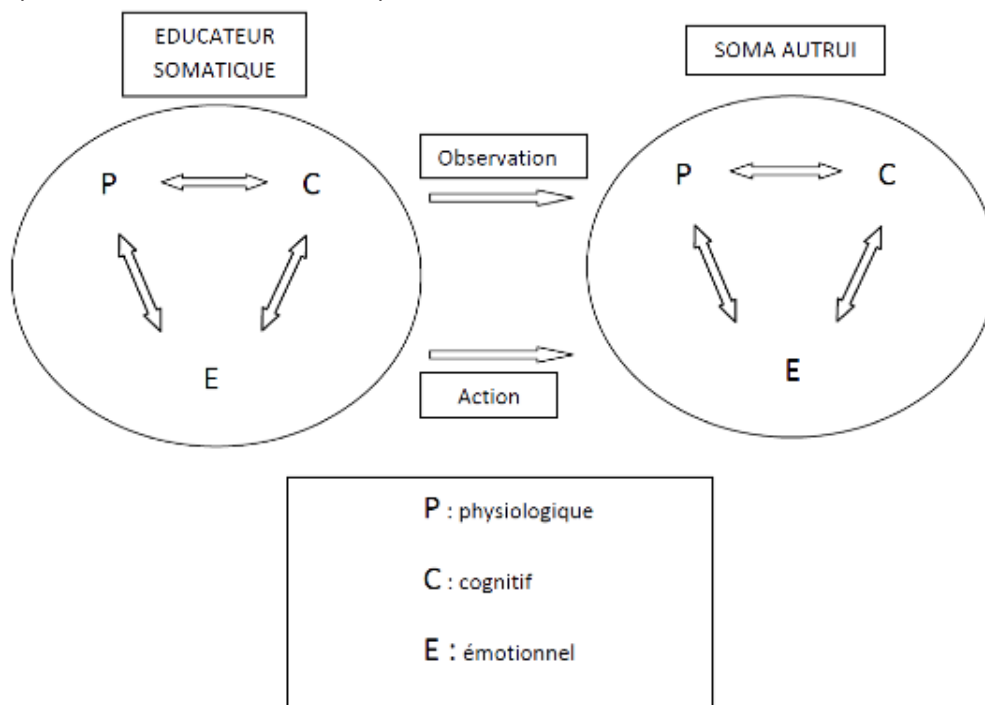 EDUCATEUR
SOMATIQUE
SOMA AUTRUI
Observation
P
C
P
C
E
E
Action
P : physiologique
C : cognitif
E : émotionnel